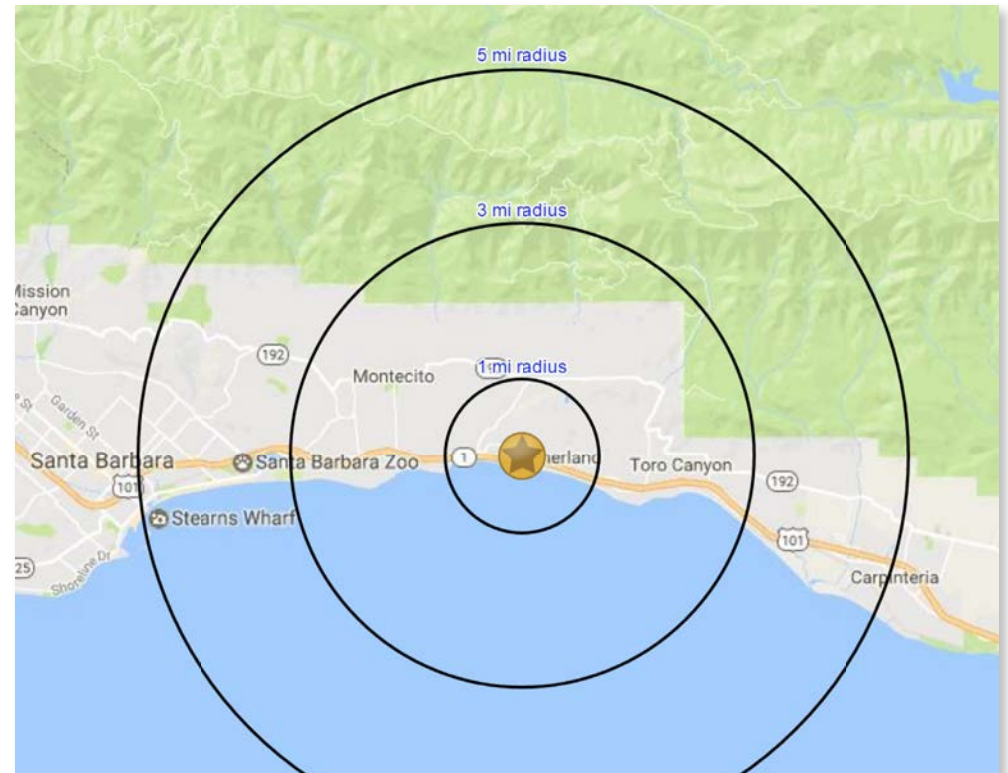 5 mi radius
3 mi radius
Mission
Canyon
192
Montecito
1 mi radius
Garden St
St
Santa Barbara
Santa Barbara Zoo
1
Toro Canyon
192
101
Stearns Wharf
101
25
Shoreline Dr
Carpinteria